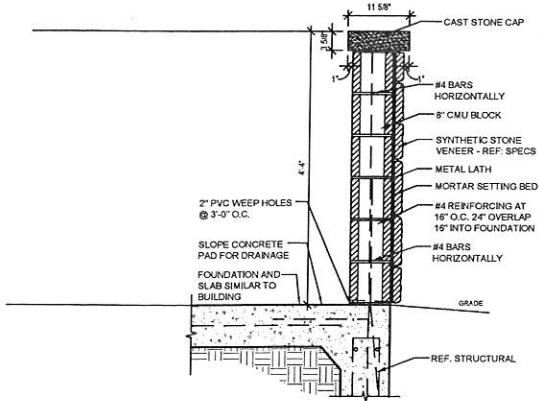 11 5/8"
CAST STONE CAP
3 5/8"
1"
1"
#4 BARS
HORIZONTALLY
8" CMU BLOCK
SYNTHETIC STONE
VENEER - REF: SPECS
4'-4"
METAL LATH
MORTAR SETTING BED
2" PVC WEEP HOLES
@ 3'-0" O.C.
#4 REINFORCING AT
16" O.C. 24" OVERLAP
16" INTO FOUNDATION
SLOPE CONCRETE
PAD FOR DRAINAGE
#4 BARS
HORIZONTALLY
FOUNDATION AND
SLAB SIMILAR TO
BUILDING
GRADE
REF. STRUCTURAL